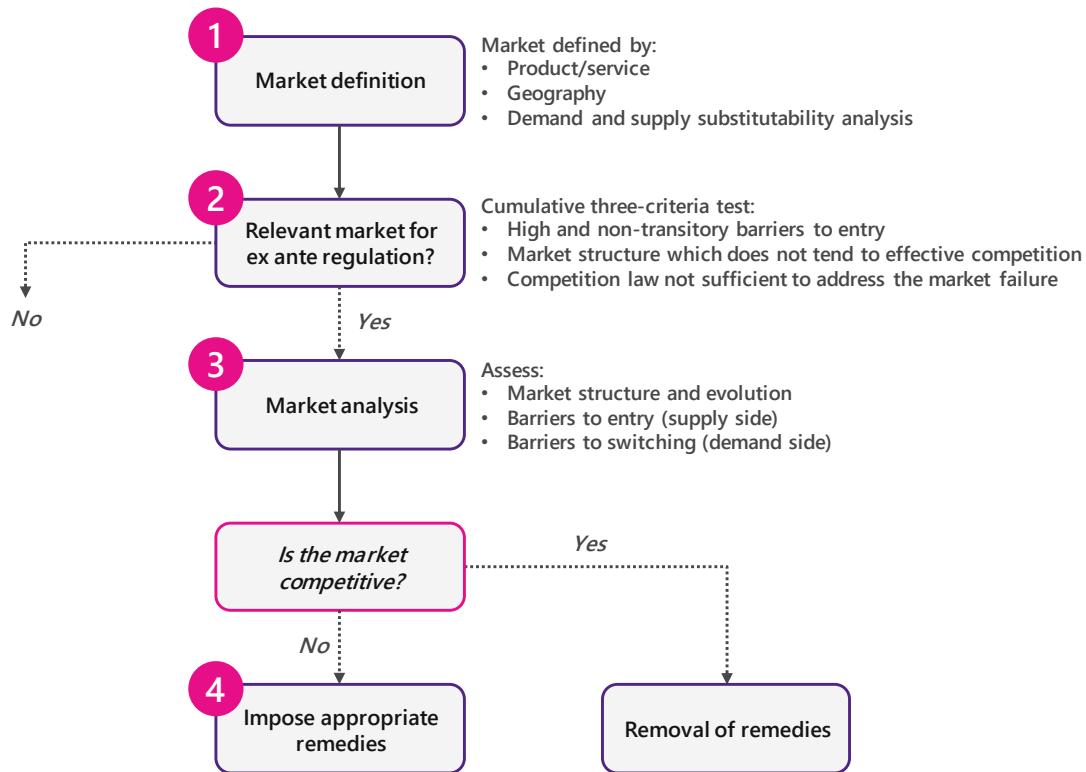 1
Market definition
Market defined by:
• Product/service
• Geography
• Demand and supply substitutability analysis
2
Relevant market for
ex ante regulation?
Cumulative three-criteria test:
• High and non-transitory barriers to entry
• Market structure which does not tend to effective competition
• Competition law not sufficient to address the market failure
No
Yes
3
Market analysis
Assess:
• Market structure and evolution
• Barriers to entry (supply side)
• Barriers to switching (demand side)
Is the market
competitive?
Yes
No
4
Impose appropriate
remedies
Removal of remedies